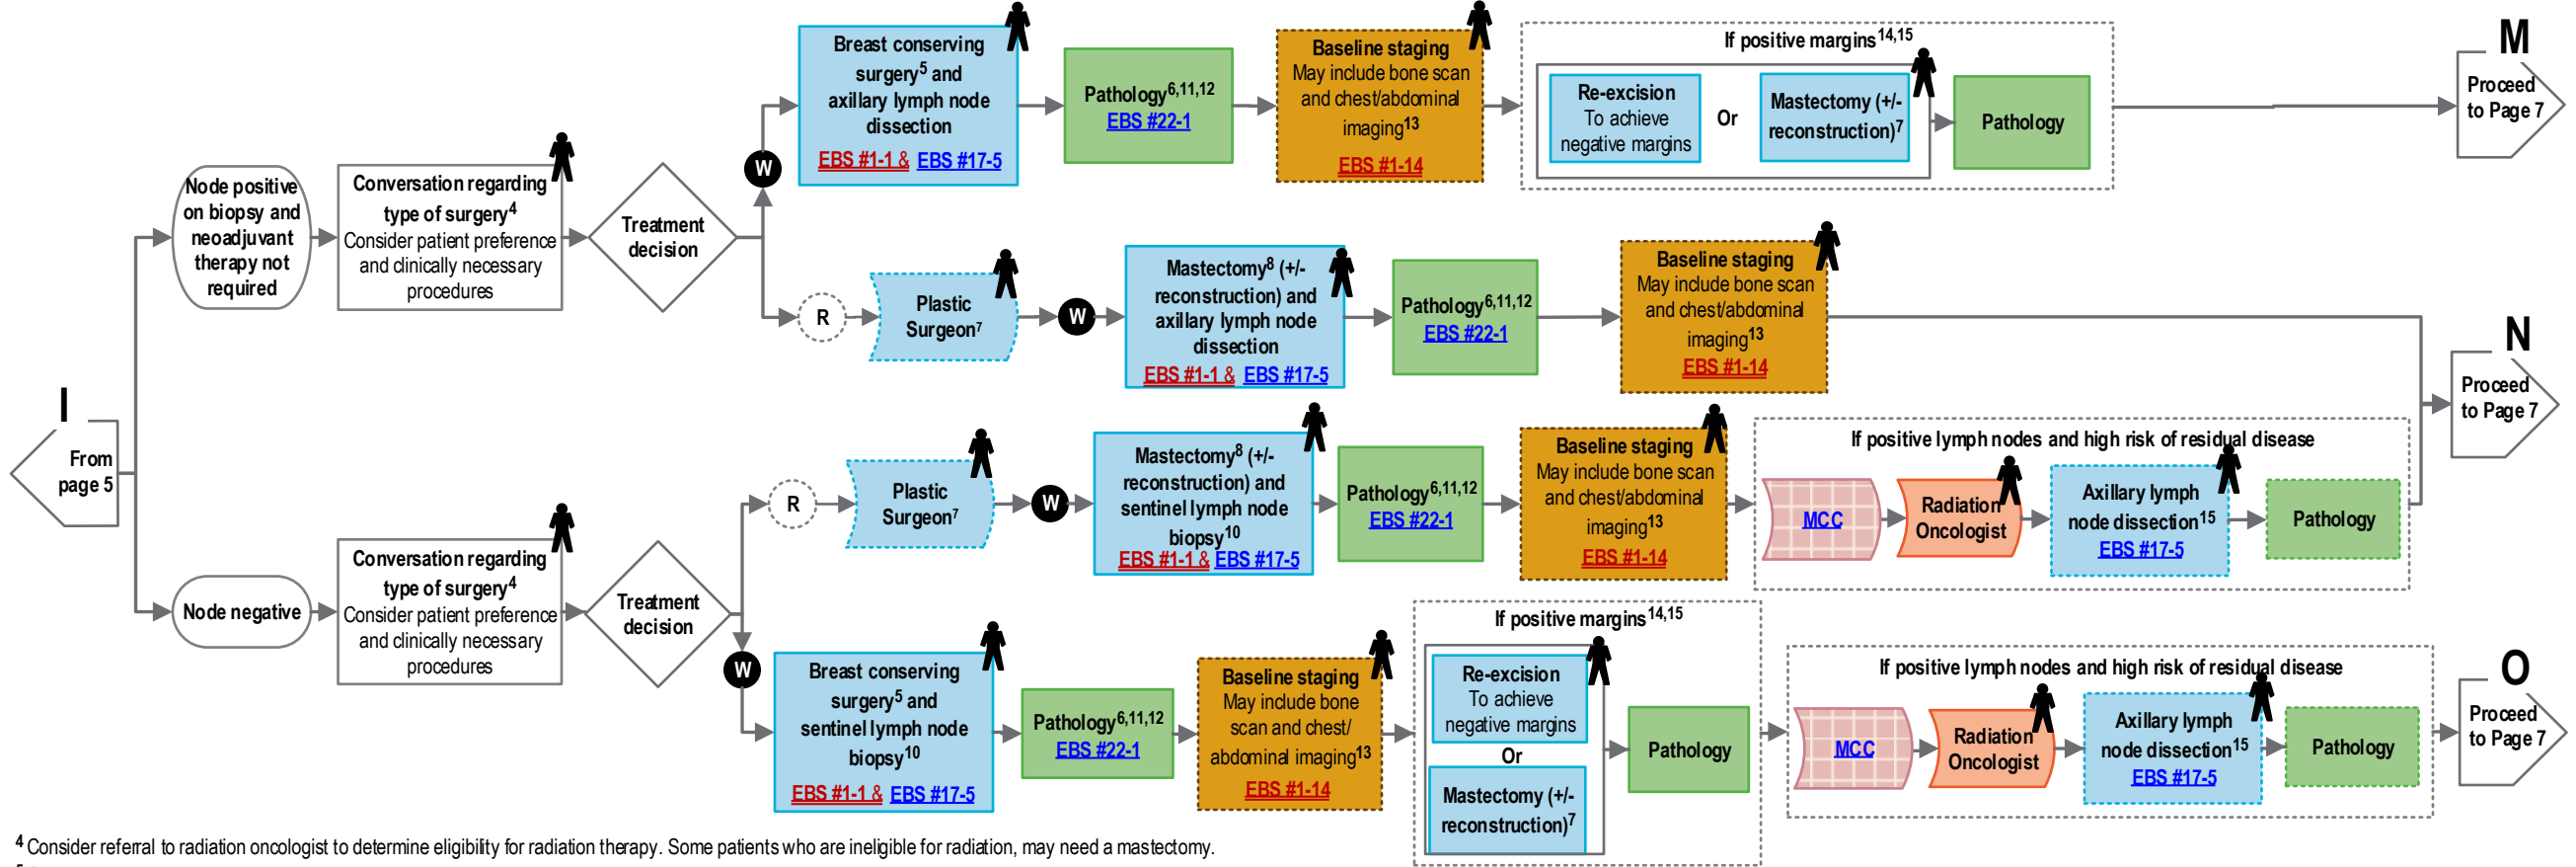 I
From
page 5
Node positive
on biopsy and
neoadjuvant
therapy not
required
Conversation regarding
type of surgery4
Consider patient preference
and clinically necessary
procedures
Treatment
decision
W
Breast conserving
surgery5 and
axillary lymph node
dissection
EBS #1-1 & EBS #17-5
Pathology6,11,12
EBS #22-1
Baseline staging
May include bone scan
and chest/abdominal
imaging13
EBS #1-14
If positive margins14,15
Re-excision
To achieve
negative margins
Or
Mastectomy (+/-
reconstruction)7
Pathology
M
Proceed
to Page 7
R
Plastic
Surgeon7
W
Mastectomy8 (+/-
reconstruction) and
axillary lymph node
dissection
EBS #1-1 & EBS #17-5
Pathology6,11,12
EBS #22-1
Baseline staging
May include bone scan
and chest/abdominal
imaging13
EBS #1-14
N
Proceed
to Page 7
Node negative
Conversation regarding
type of surgery4
Consider patient preference
and clinically necessary
procedures
Treatment
decision
R
Plastic
Surgeon7
W
Mastectomy8 (+/-
reconstruction) and
sentinel lymph node
biopsy10
EBS #1-1 & EBS #17-5
Pathology6,11,12
EBS #22-1
Baseline staging
May include bone scan
and chest/abdominal
imaging13
EBS #1-14
If positive lymph nodes and high risk of residual disease
MCC
Radiation
Oncologist
Axillary lymph
node dissection15
EBS #17-5
Pathology
W
Breast conserving
surgery5 and
sentinel lymph node
biopsy10
EBS #1-1 & EBS #17-5
Pathology6,11,12
EBS #22-1
Baseline staging
May include bone
scan and chest/
abdominal imaging13
EBS #1-14
If positive margins14,15
Re-excision
To achieve
negative margins
Or
Mastectomy (+/-
reconstruction)7
Pathology
If positive lymph nodes and high risk of residual disease
MCC
Radiation
Oncologist
Axillary lymph
node dissection15
EBS #17-5
Pathology
O
Proceed
to Page 7
4 Consider referral to radiation oncologist to determine eligibility for radiation therapy. Some patients who are ineligible for radiation, may need a mastectomy.